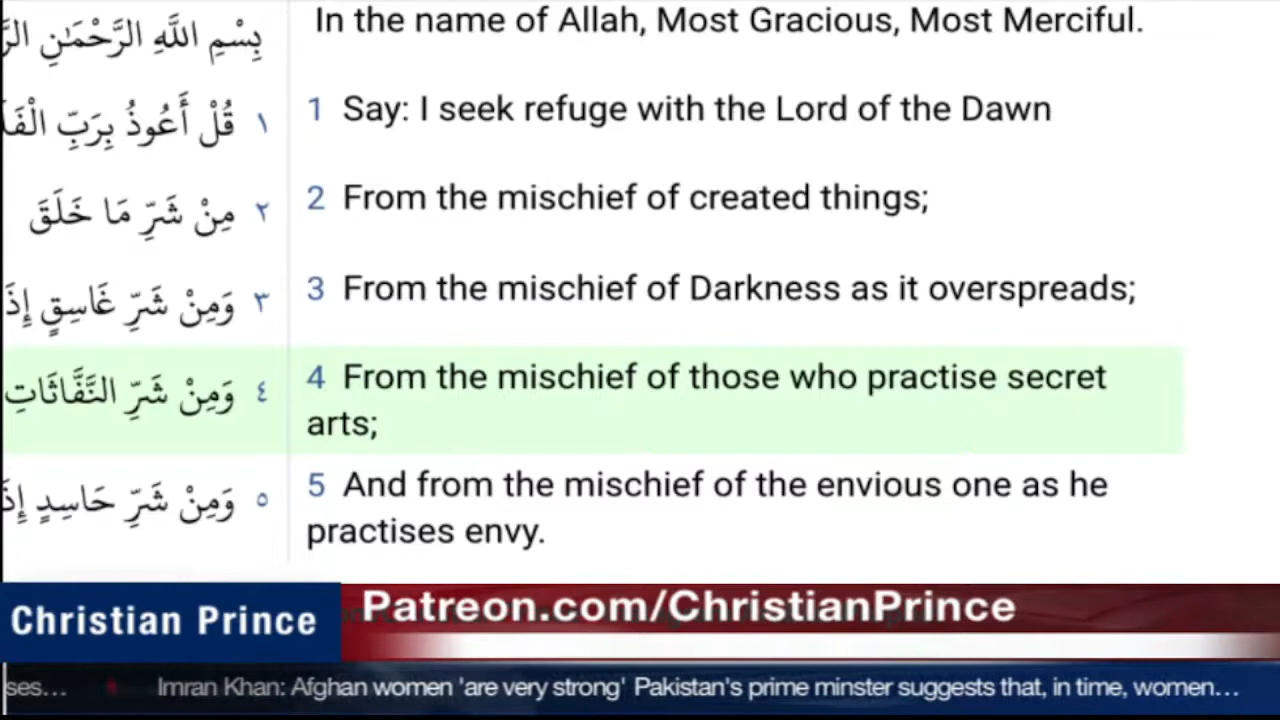 In the name of Allah, Most Gracious, Most Merciful.
بِسْمِ اللَّهِ الرَّحْمَٰنِ
1 Say: I seek refuge with the Lord of the Dawn
١ قُلْ أَعُوذُ بِرَبِّ
2 From the mischief of created things;
٢ مِنْ شَرِّ مَا خَلَقَ
3 From the mischief of Darkness as it overspreads;
٣ وَمِنْ شَرِّ غَاسِقٍ
4 From the mischief of those who practise secret
arts;
٤ وَمِنْ شَرِّ النَّفَّاثَاتِ
5 And from the mischief of the envious one as he
practises envy.
٥ وَمِنْ شَرِّ حَاسِدٍ
Christian Prince
Patreon.com/ChristianPrince
ses... Imran Khan: Afghan women 'are very strong' Pakistan's prime minster suggests that, in time, women...